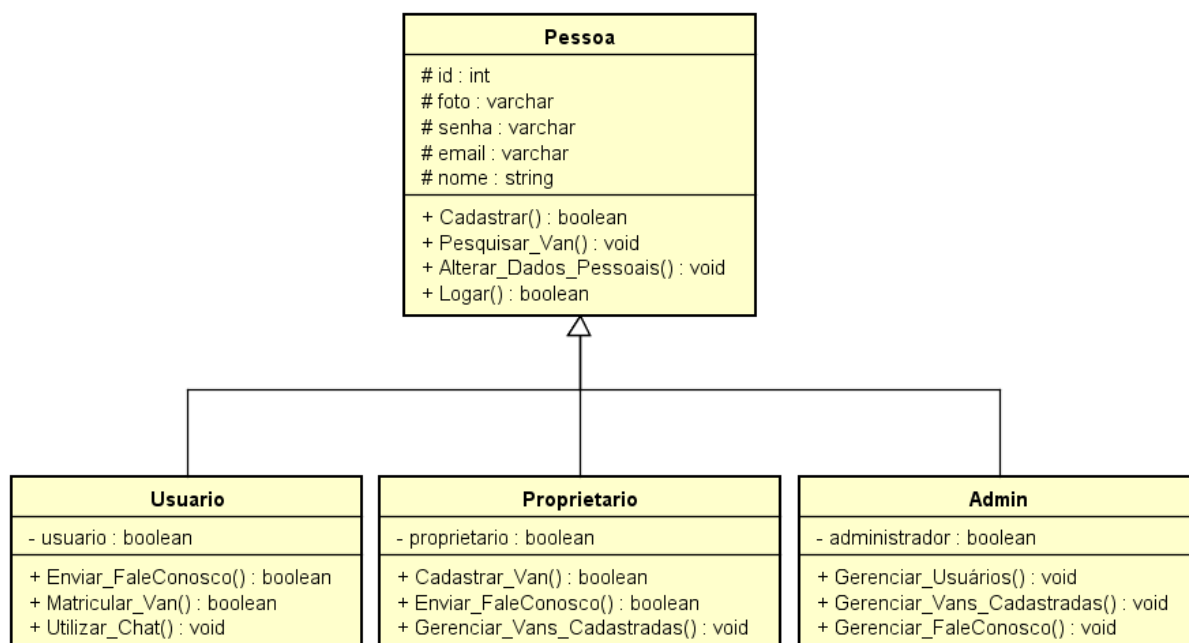 Pessoa
# id : int
# foto : varchar
# senha : varchar
# email : varchar
# nome : string
+ Cadastrar() : boolean
+ Pesquisar_Van() : void
+ Alterar_Dados_Pessoais() : void
+ Logar() : boolean
Usuario
- usuario : boolean
+ Enviar_FaleConosco() : boolean
+ Matricular_Van() : boolean
+ Utilizar_Chat() : void
Proprietario
- proprietario : boolean
+ Cadastrar_Van() : boolean
+ Enviar_FaleConosco() : boolean
+ Gerenciar_Vans_Cadastradas() : void
Admin
- administrador : boolean
+ Gerenciar_Usuários() : void
+ Gerenciar_Vans_Cadastradas() : void
+ Gerenciar_FaleConosco() : void